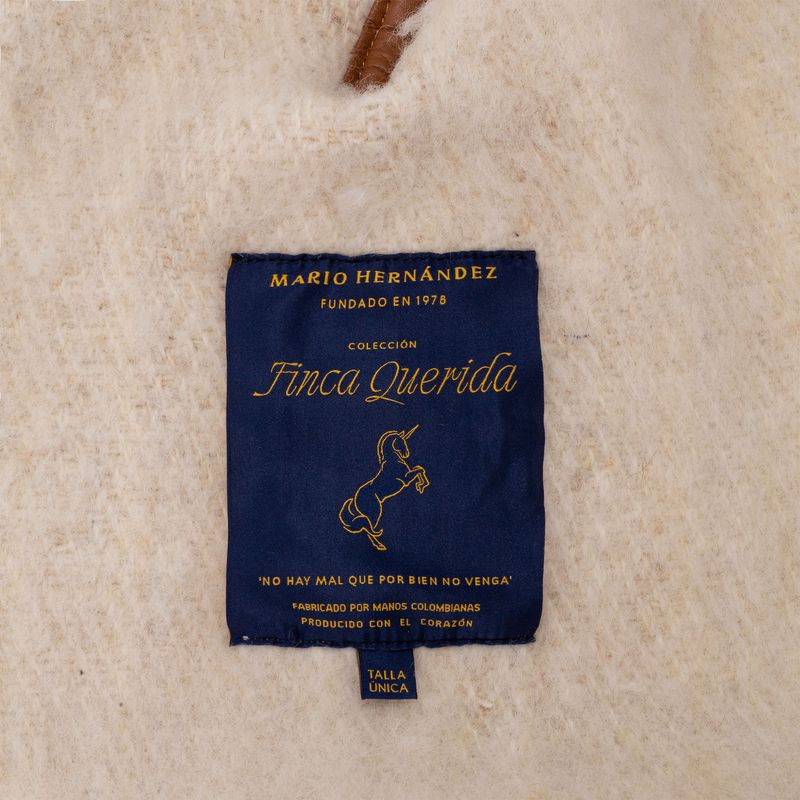 MARIO HERNÁNDEZ
FUNDADO EN 1978
COLECCIÓN
Finca Querida
'NO HAY MAL QUE POR BIEN NO VENGA'
FABRICADO POR MANOS COLOMBIANAS
PRODUCIDO CON EL CORAZÓN
TALLA
ÚNICA